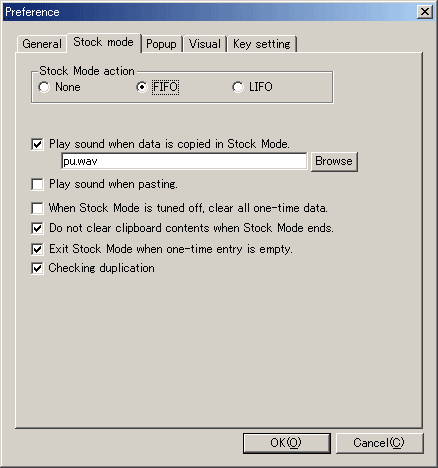 Preference
General Stock mode Popup Visual Key setting
Stock Mode action
None FIFO LIFO
Play sound when data is copied in Stock Mode.
pu.wav Browse
Play sound when pasting.
When Stock Mode is tuned off, clear all one-time data.
Do not clear clipboard contents when Stock Mode ends.
Exit Stock Mode when one-time entry is empty.
Checking duplication
OK(O) Cancel(C)